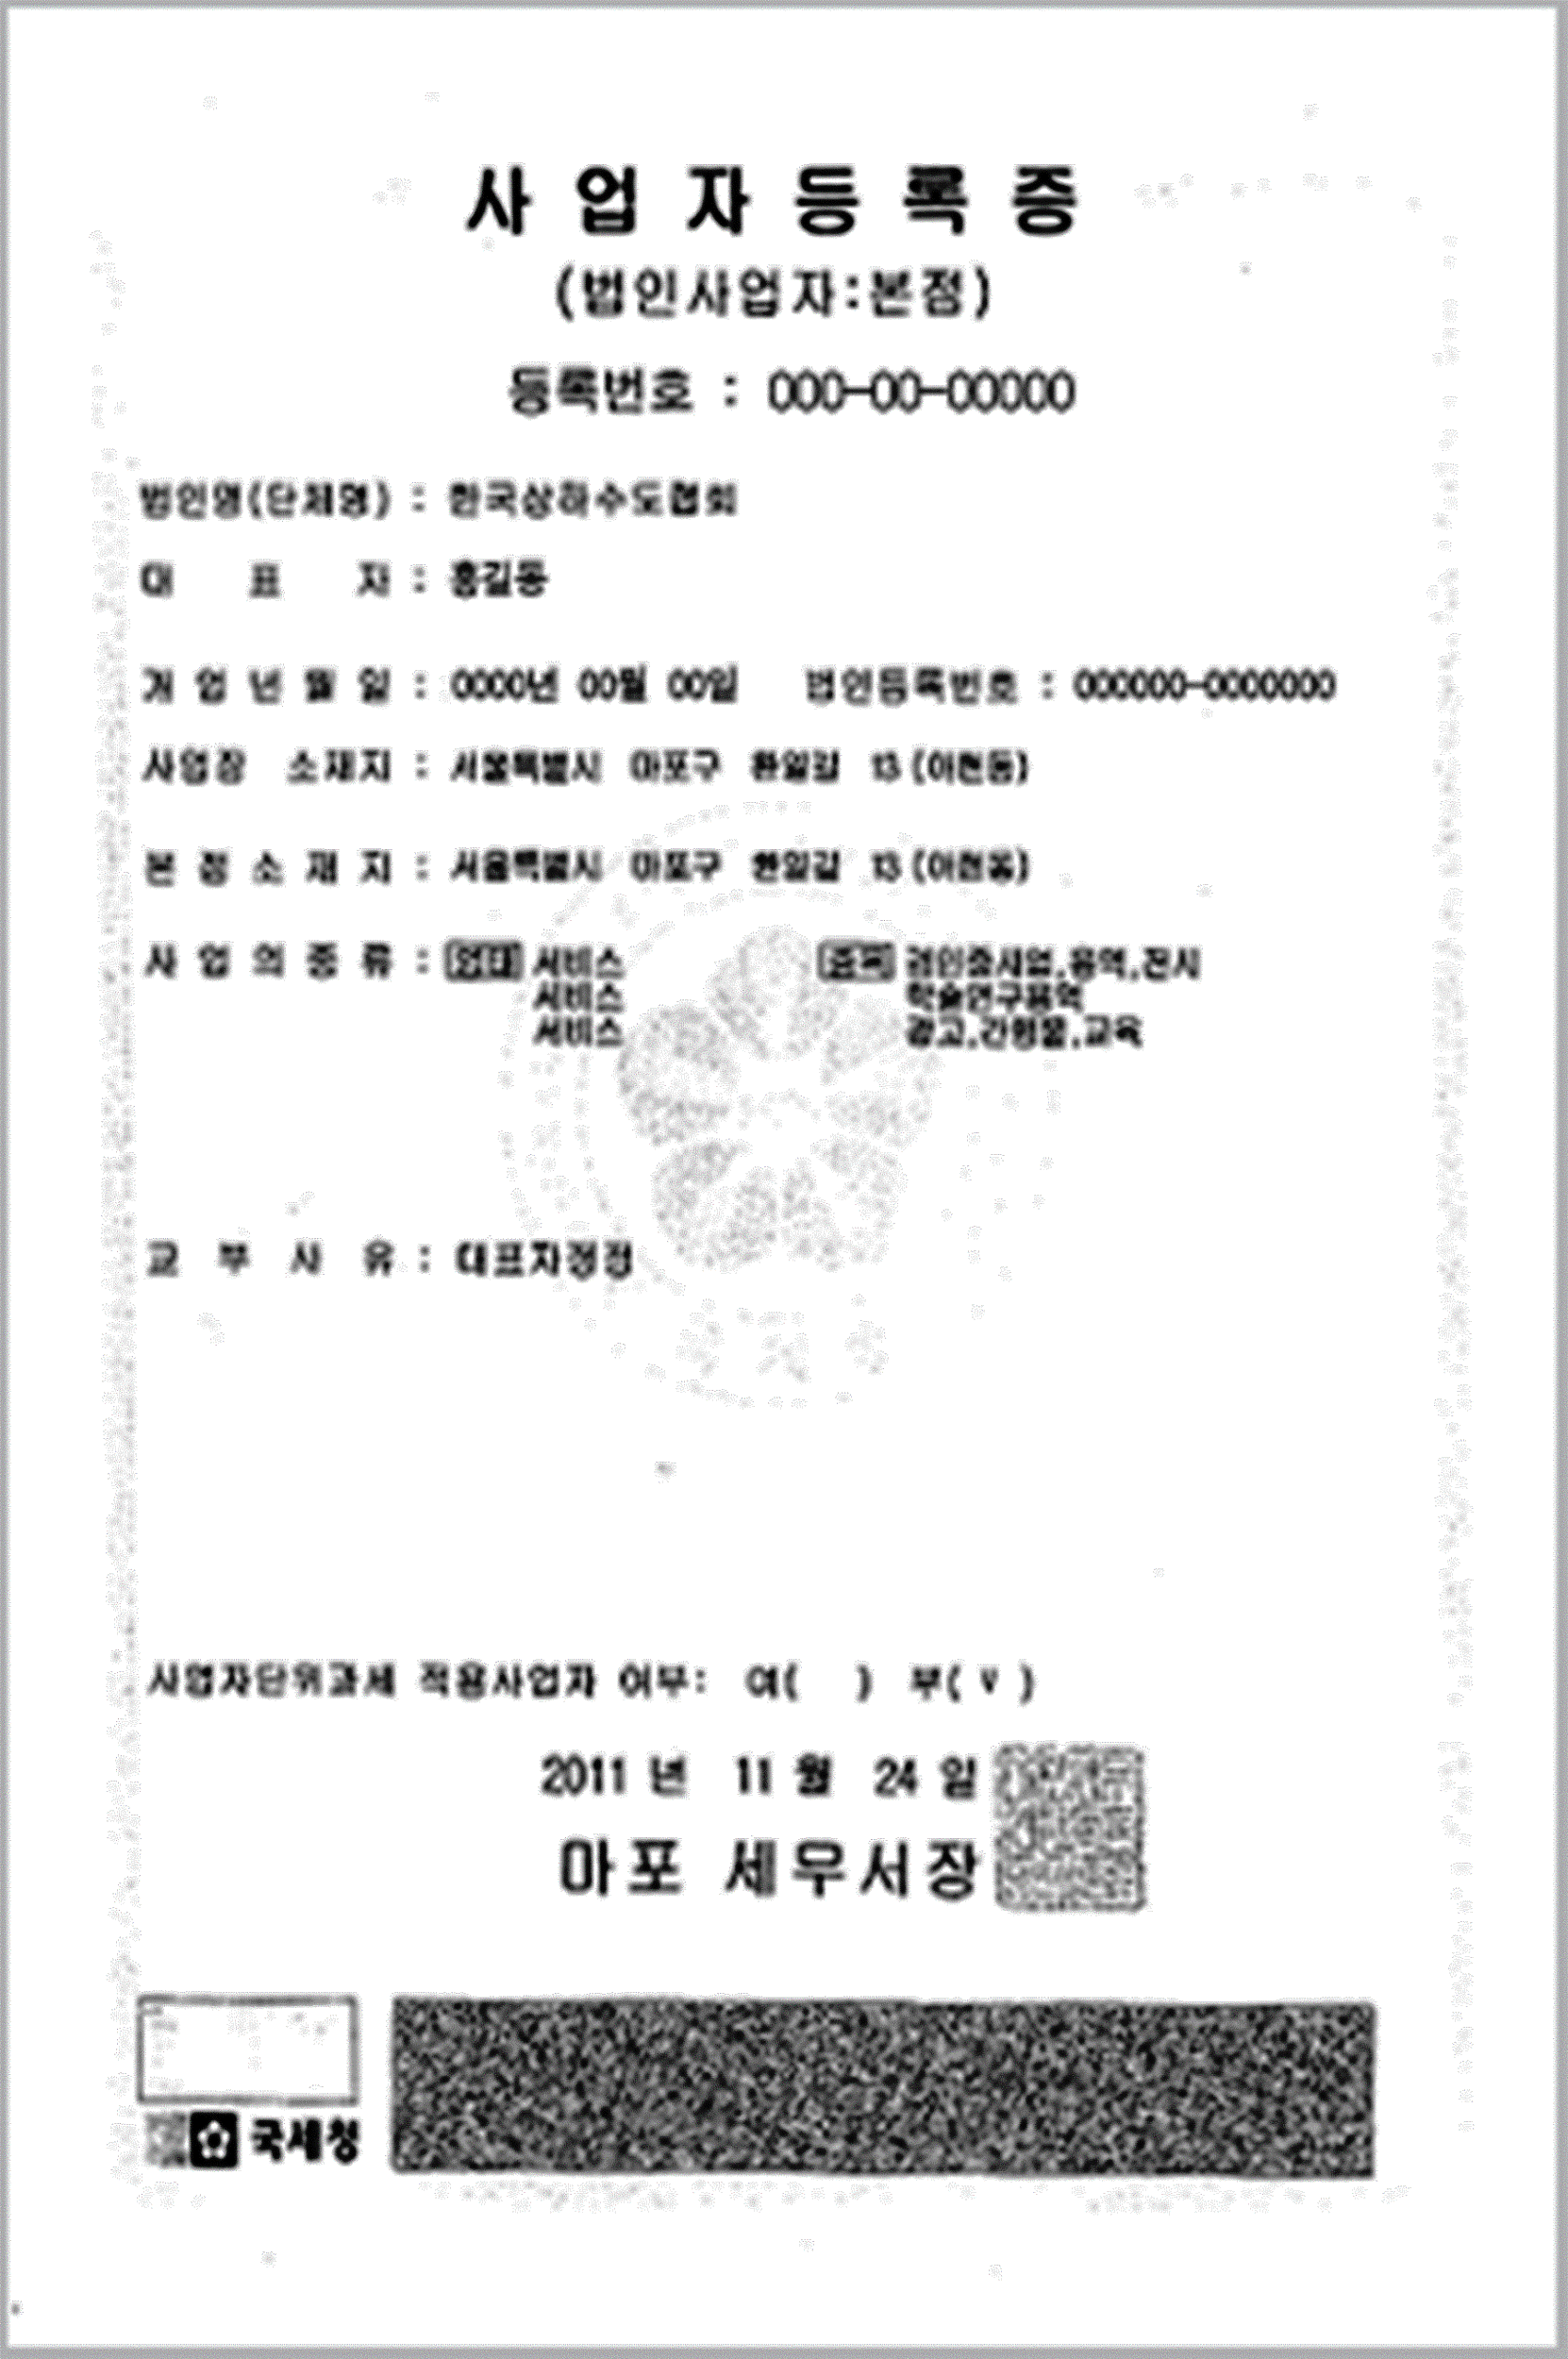 사업자등록증
(법인사업자:본점)
등록번호 : 000-00-00000
법인명(단체명) : 한국상하수도협회
대 표 자 : 홍길동
개 업 년 월 일 : 0000년 00월 00일 법인등록번호 : 000000-0000000
사업장 소재지 : 서울특별시 마포구 환일길 13 (아현동)
본 점 소 재 지 : 서울특별시 마포구 환일길 13 (아현동)
사 업 의 종 류 : 업태 서비스 종목 검인증사업,용역,전시
서비스 학술연구용역
서비스 광고,간행물,교육
교 부 사 유 : 대표자정정
사업자단위과세 적용사업자 여부: 여( ) 부( v )
2011 년 11 월 24 일
마포 세우서장
국세청